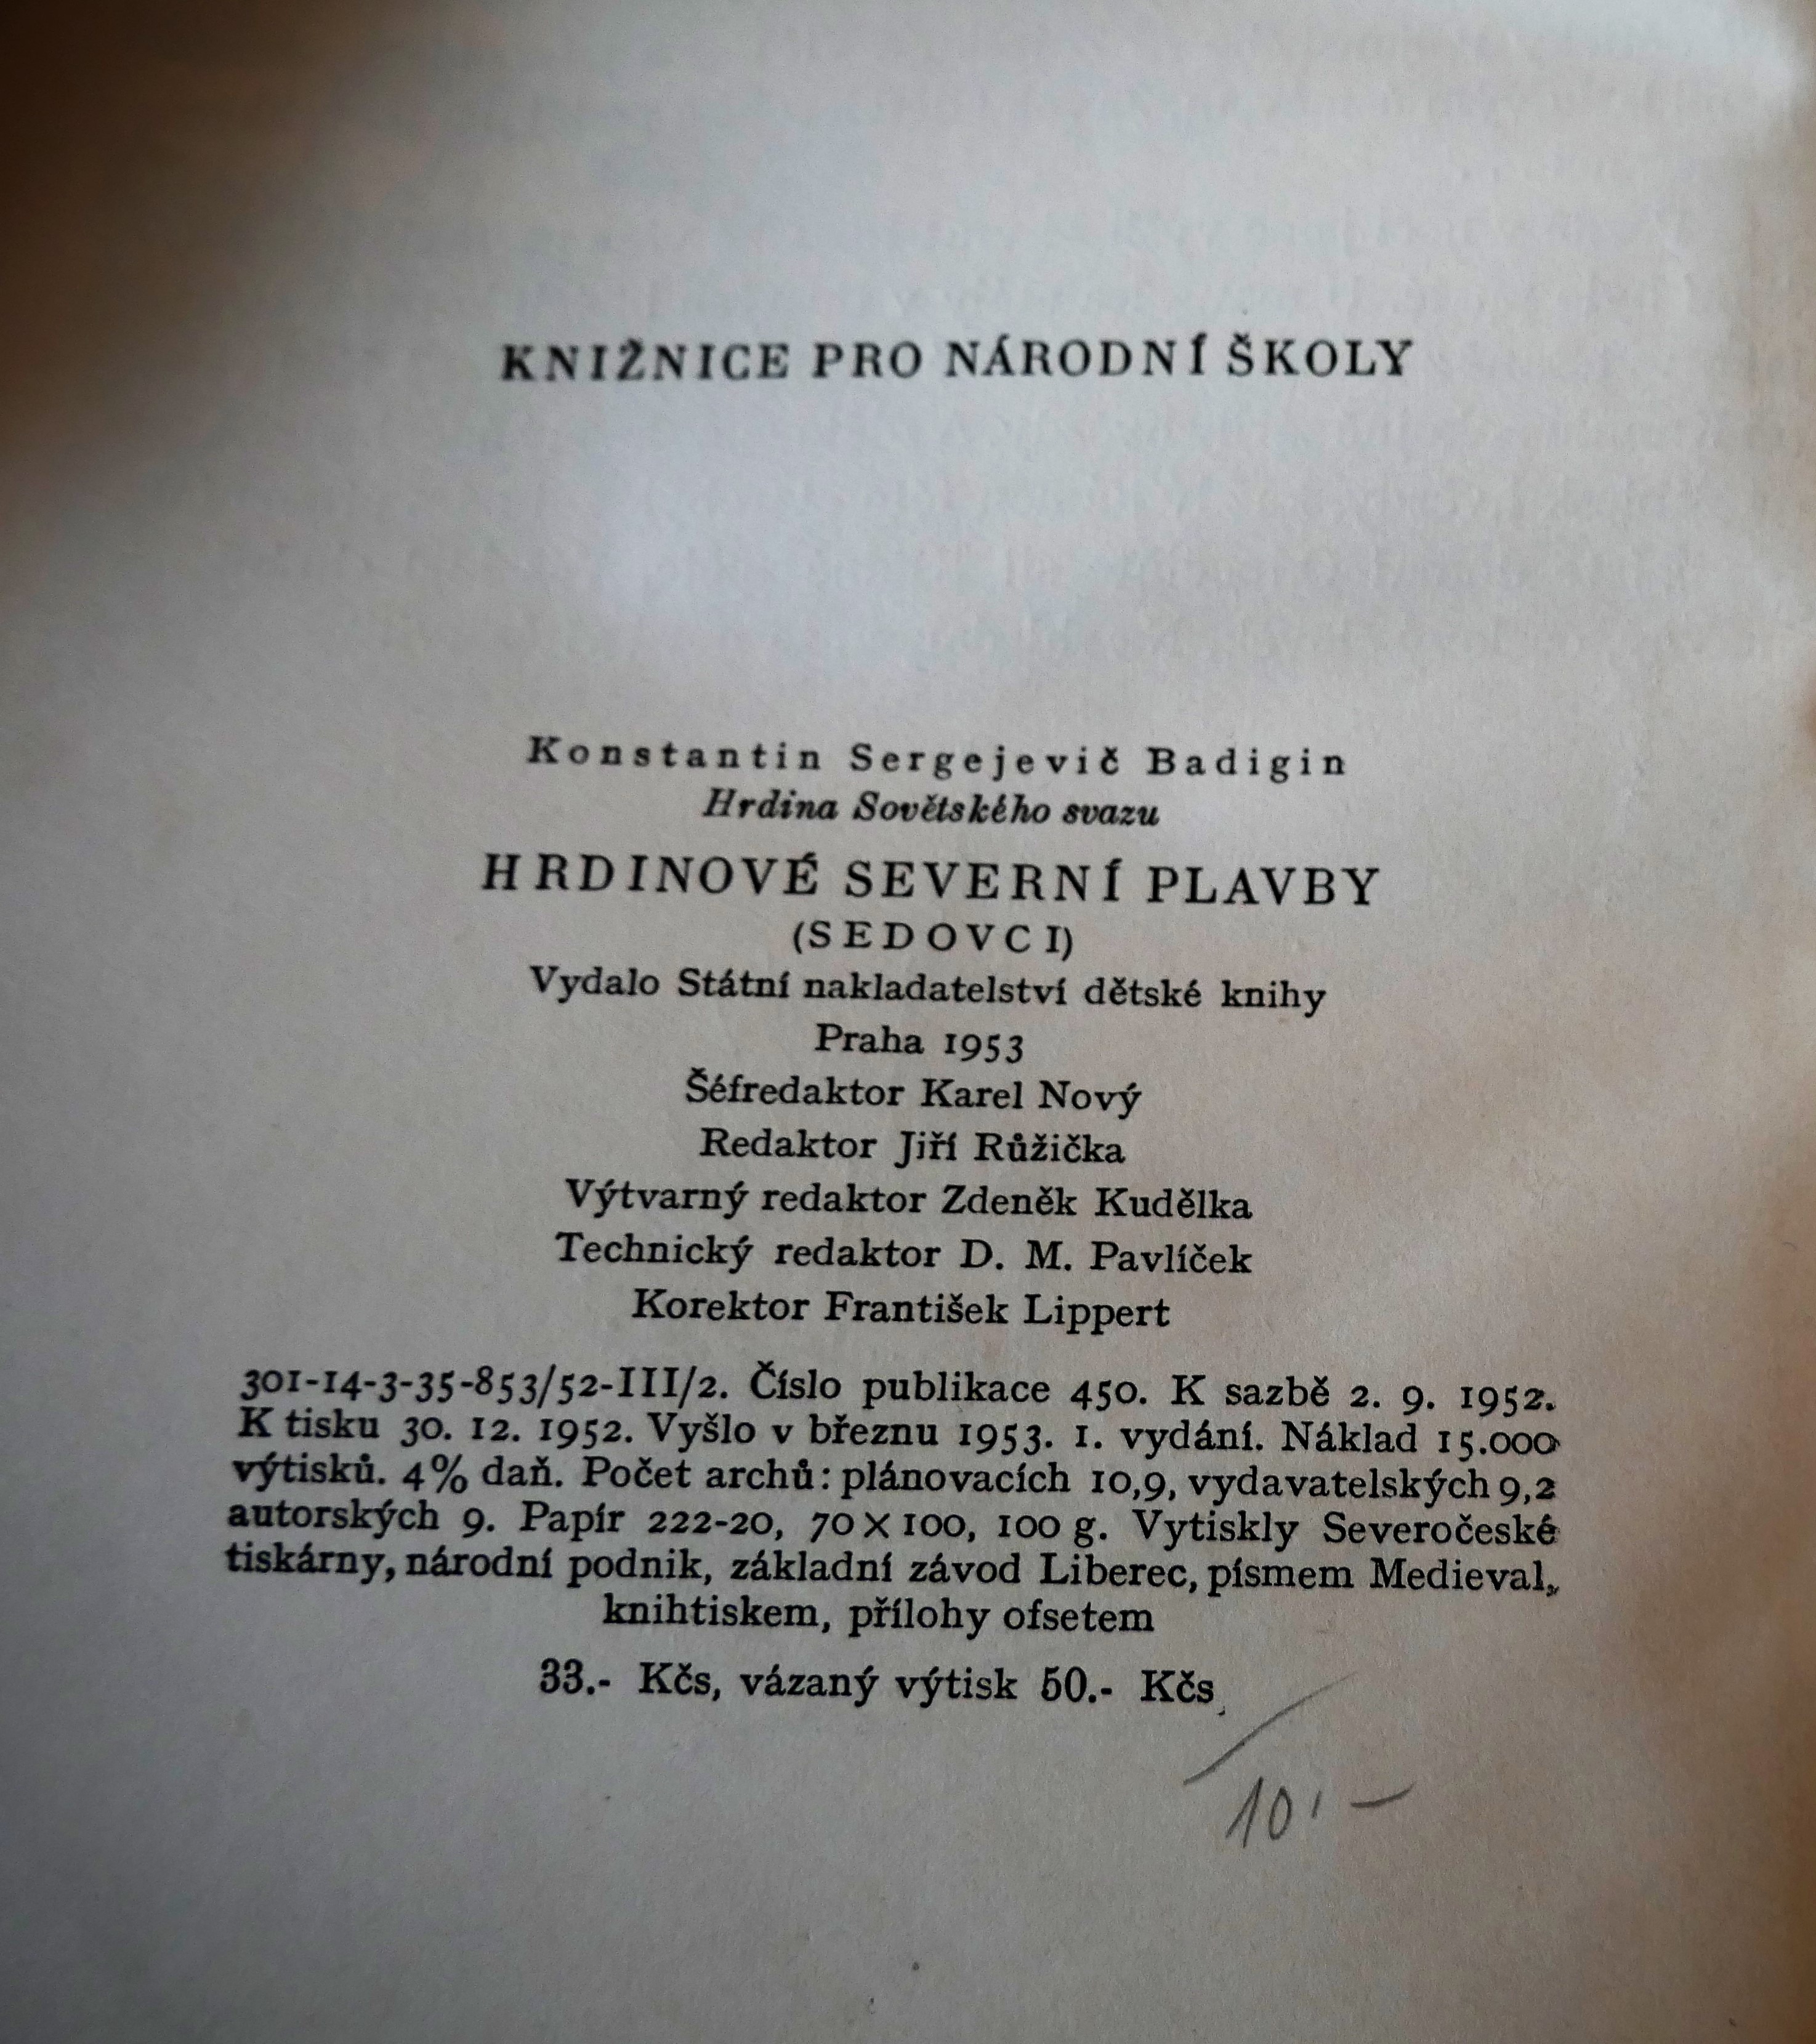 KNIŽNICE PRO NÁRODNÍ ŠKOLY
Konstantin Sergejevič Badigin
Hrdina Sovětského svazu
HRDINOVÉ SEVERNÍ PLAVBY
(SEDOVCI)
Vydalo Státní nakladatelství dětské knihy
Praha 1953
Šéfredaktor Karel Nový
Redaktor Jiří Růžička
Výtvarný redaktor Zdeněk Kudělka
Technický redaktor D. M. Pavlíček
Korektor František Lippert
301-14-3-35-853/52-III/2. Číslo publikace 450. K sazbě 2. 9. 1952.
K tisku 30. 12. 1952. Vyšlo v březnu 1953. 1. vydání. Náklad 15.000
výtisků. 4% daň. Počet archů: plánovacích 10,9, vydavatelských 9,2
autorských 9. Papír 222-20, 70 X 100, 100 g. Vytiskly Severočeské
tiskárny, národní podnik, základní závod Liberec, písmem Medieval,
knihtiskem, přílohy ofsetem
33.- Kčs, vázaný výtisk 50.- Kčs
10,-